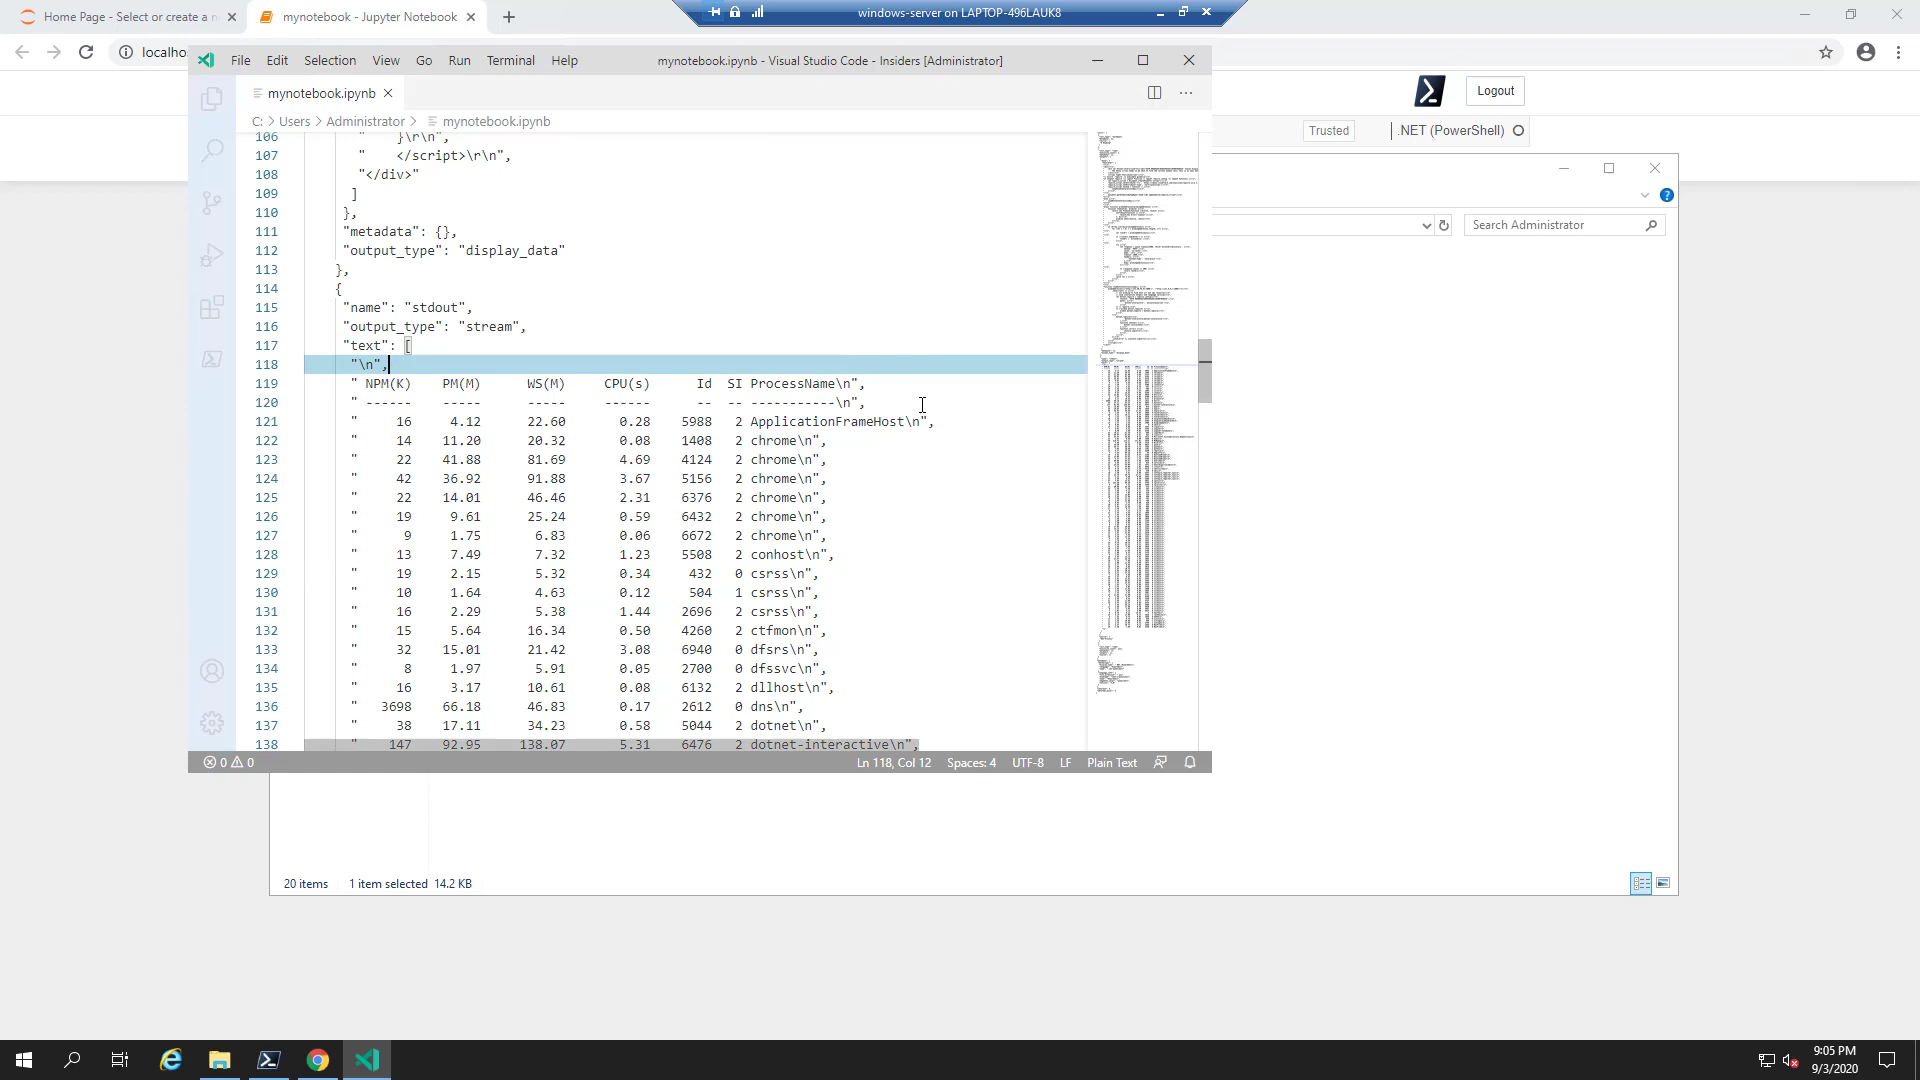 Home Page - Select or create a n
mynotebook - Jupyter Notebook
windows-server on LAPTOP-496LAUK8
localho
File Edit Selection View Go Run Terminal Help
mynotebook.ipynb - Visual Studio Code - Insiders [Administrator]
mynotebook.ipynb
Logout
C: > Users > Administrator > mynotebook.ipynb
Trusted
.NET (PowerShell)
Search Administrator
106 " }\r\n",
107 " </script>\r\n",
108 "</div>"
109 ]
110 },
111 "metadata": {},
112 "output_type": "display_data"
113 },
114 {
115 "name": "stdout",
116 "output_type": "stream",
117 "text": [
118 "\n",
119 " NPM(K) PM(M) WS(M) CPU(s) Id SI ProcessName\n",
120 " ------ ----- ----- ------ -- -- -----------\n",
121 " 16 4.12 22.60 0.28 5988 2 ApplicationFrameHost\n",
122 " 14 11.20 20.32 0.08 1408 2 chrome\n",
123 " 22 41.88 81.69 4.69 4124 2 chrome\n",
124 " 42 36.92 91.88 3.67 5156 2 chrome\n",
125 " 22 14.01 46.46 2.31 6376 2 chrome\n",
126 " 19 9.61 25.24 0.59 6432 2 chrome\n",
127 " 9 1.75 6.83 0.06 6672 2 chrome\n",
128 " 13 7.49 7.32 1.23 5508 2 conhost\n",
129 " 19 2.15 5.32 0.34 432 0 csrss\n",
130 " 10 1.64 4.63 0.12 504 1 csrss\n",
131 " 16 2.29 5.38 1.44 2696 2 csrss\n",
132 " 15 5.64 16.34 0.50 4260 2 ctfmon\n",
133 " 32 15.01 21.42 3.08 6940 0 dfsrs\n",
134 " 8 1.97 5.91 0.05 2700 0 dfssvc\n",
135 " 16 3.17 10.61 0.08 6132 2 dllhost\n",
136 " 3698 66.18 46.83 0.17 2612 0 dns\n",
137 " 38 17.11 34.23 0.58 5044 2 dotnet\n",
138 " 147 92.95 138.07 5.31 6476 2 dotnet-interactive\n",
0 0
Ln 118, Col 12 Spaces: 4 UTF-8 LF Plain Text
20 items 1 item selected 14.2 KB
9:05 PM
9/3/2020